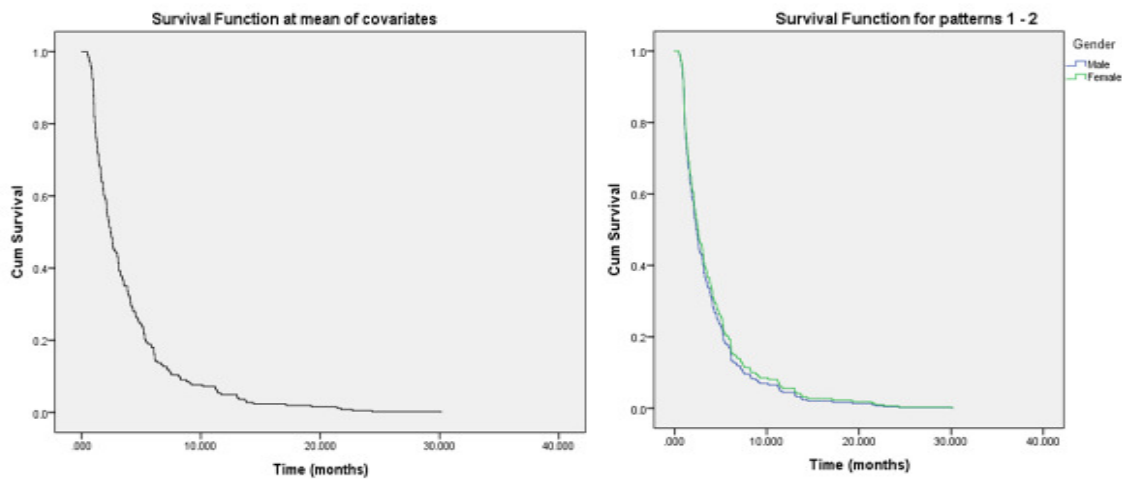 Survival Function at mean of covariates
1.0
0.8
0.6
0.4
0.2
0.0
Cum Survival
.000
10.000
20.000
30.000
40.000
Time (months)
Survival Function for patterns 1 - 2
1.0
0.8
0.6
0.4
0.2
0.0
Cum Survival
.000
10.000
20.000
30.000
40.000
Time (months)
Gender
Male
Female